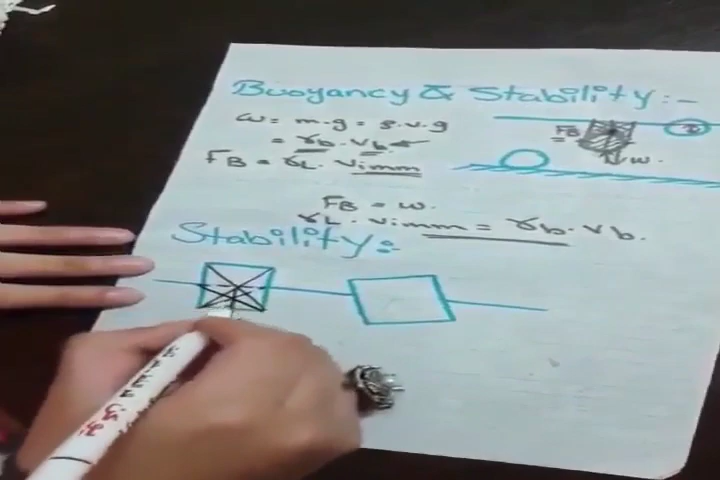 Buoyancy & Stability:-
ω = m.g = ρ.v.g
= γb.vb
FB = γL. Vimm
FB
W.
FB = w.
γL. vimm = γb. vb.
Stability:-